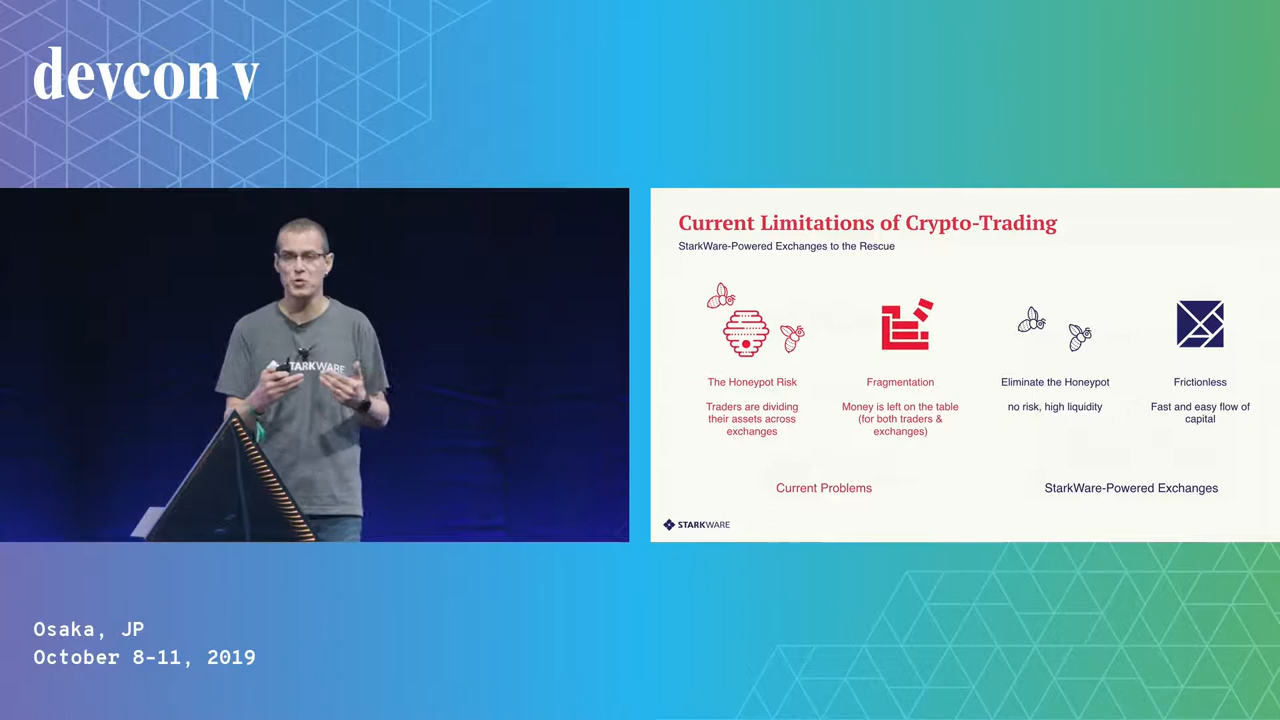 devcon v
STARKWARE
Current Limitations of Crypto-Trading
StarkWare-Powered Exchanges to the Rescue
The Honeypot Risk
Traders are dividing
their assets across
exchanges
Fragmentation
Money is left on the table
(for both traders &
exchanges)
Eliminate the Honeypot
no risk, high liquidity
Frictionless
Fast and easy flow of
capital
Current Problems
StarkWare-Powered Exchanges
STARKWARE
Osaka, JP
October 8-11, 2019